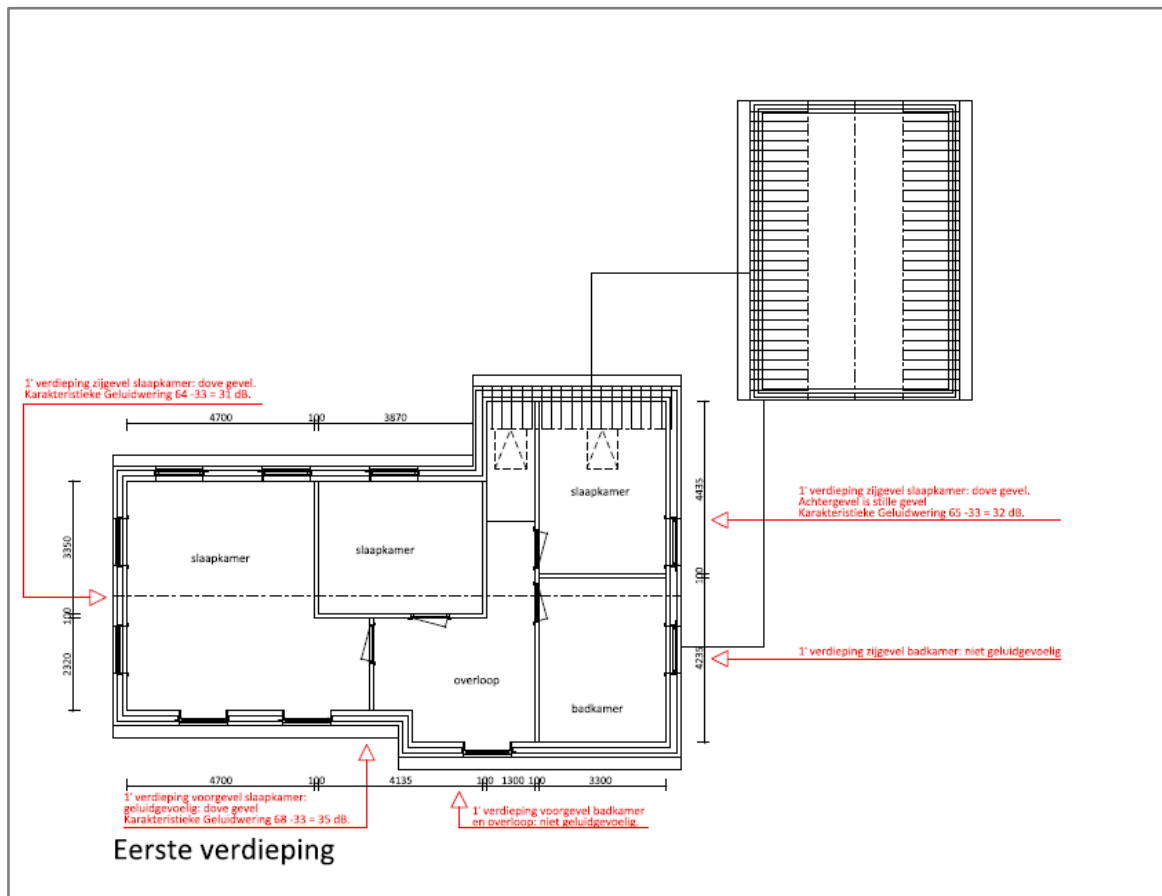 1' verdieping zijgevel slaapkamer: dove gevel.
Karakteristieke Geluidwering 64 -33 = 31 dB.
4700
100
3870
slaapkamer
4435
1' verdieping zijgevel slaapkamer: dove gevel.
Achtergevel is stille gevel
Karakteristieke Geluidwering 65 -33 = 32 dB.
3350
slaapkamer
slaapkamer
100
100
2320
4235
1' verdieping zijgevel badkamer: niet geluidgevoelig
overloop
badkamer
4700
100
4135
100
1300
100
3300
1' verdieping voorgevel slaapkamer:
geluidgevoelig: dove gevel
Karakteristieke Geluidwering 68 -33 = 35 dB.
1' verdieping voorgevel badkamer
en overloop: niet geluidgevoelig.
Eerste verdieping